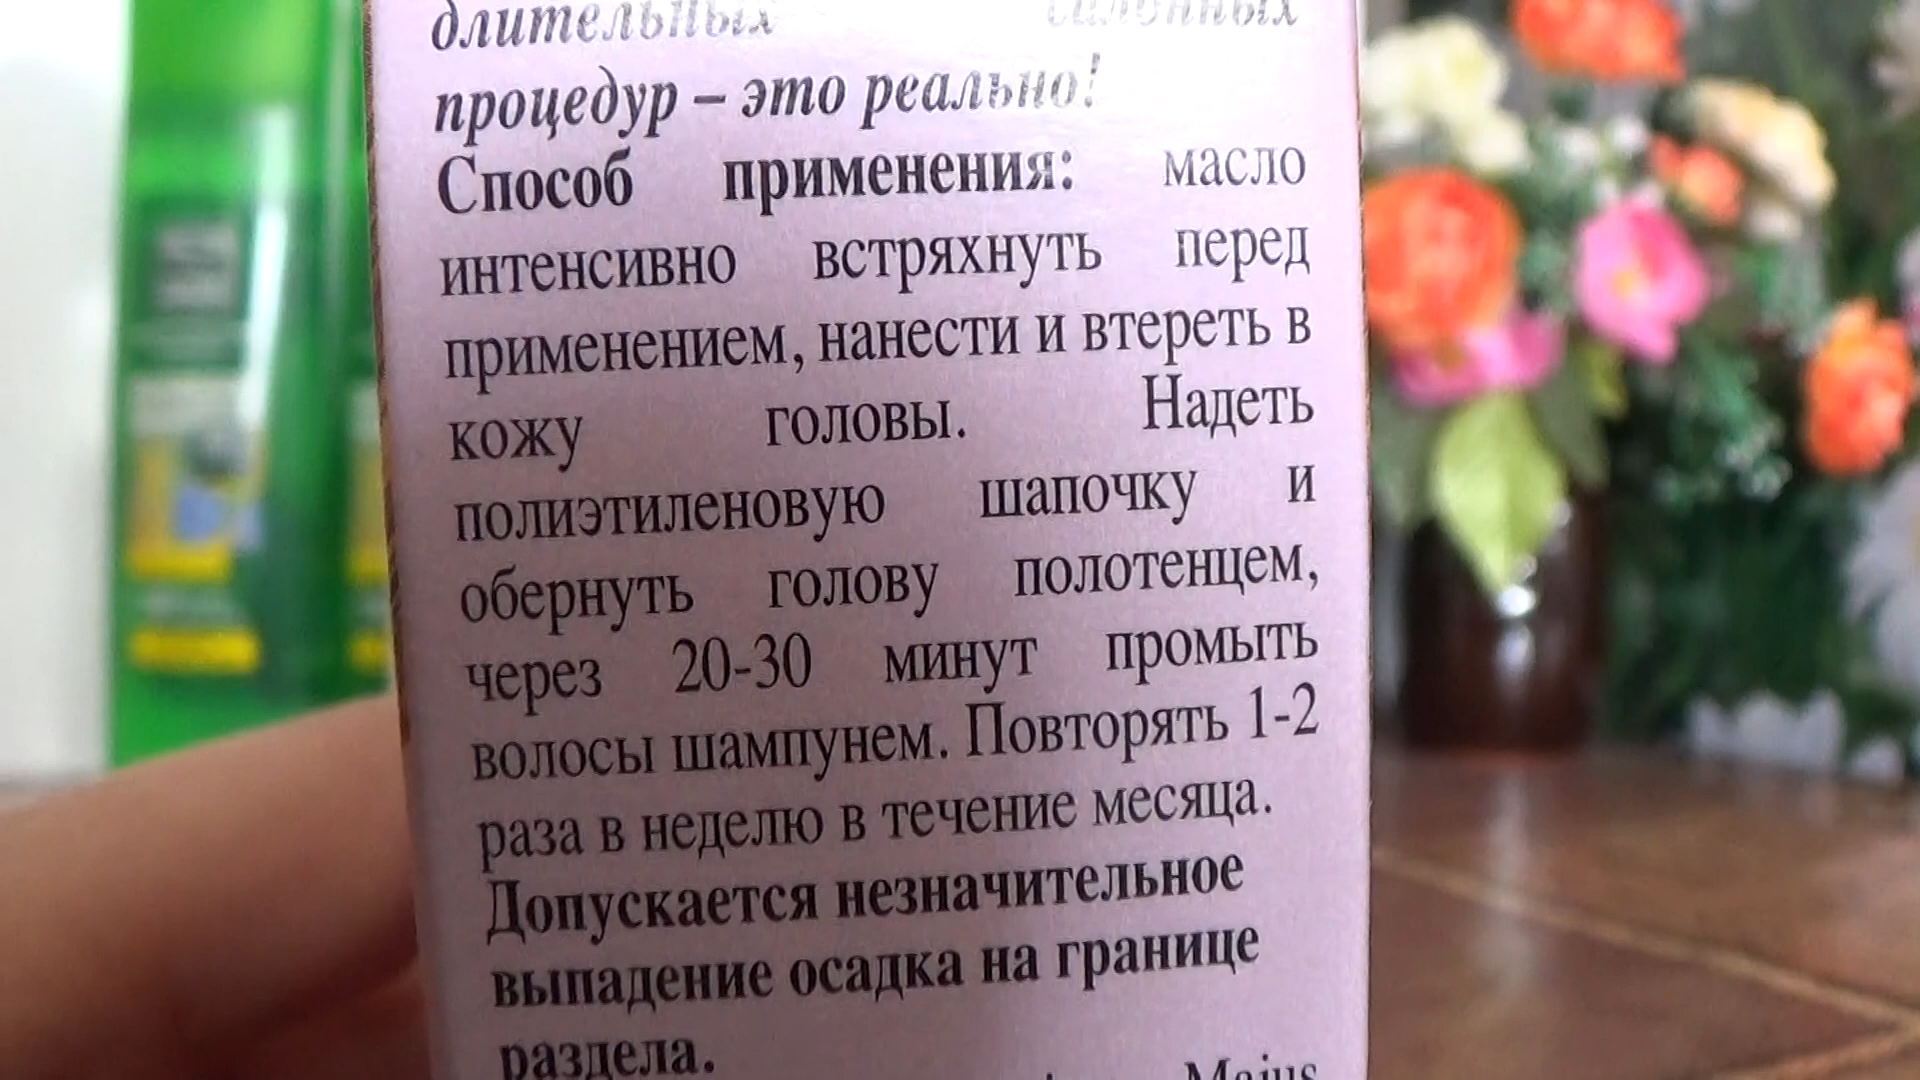 длительных салонных
процедур – это реально!
Способ применения: масло
интенсивно встряхнуть перед
применением, нанести и втереть в
кожу головы. Надеть
полиэтиленовую шапочку и
обернуть голову полотенцем,
через 20-30 минут промыть
волосы шампунем. Повторять 1-2
раза в неделю в течение месяца.
Допускается незначительное
выпадение осадка на границе
раздела.